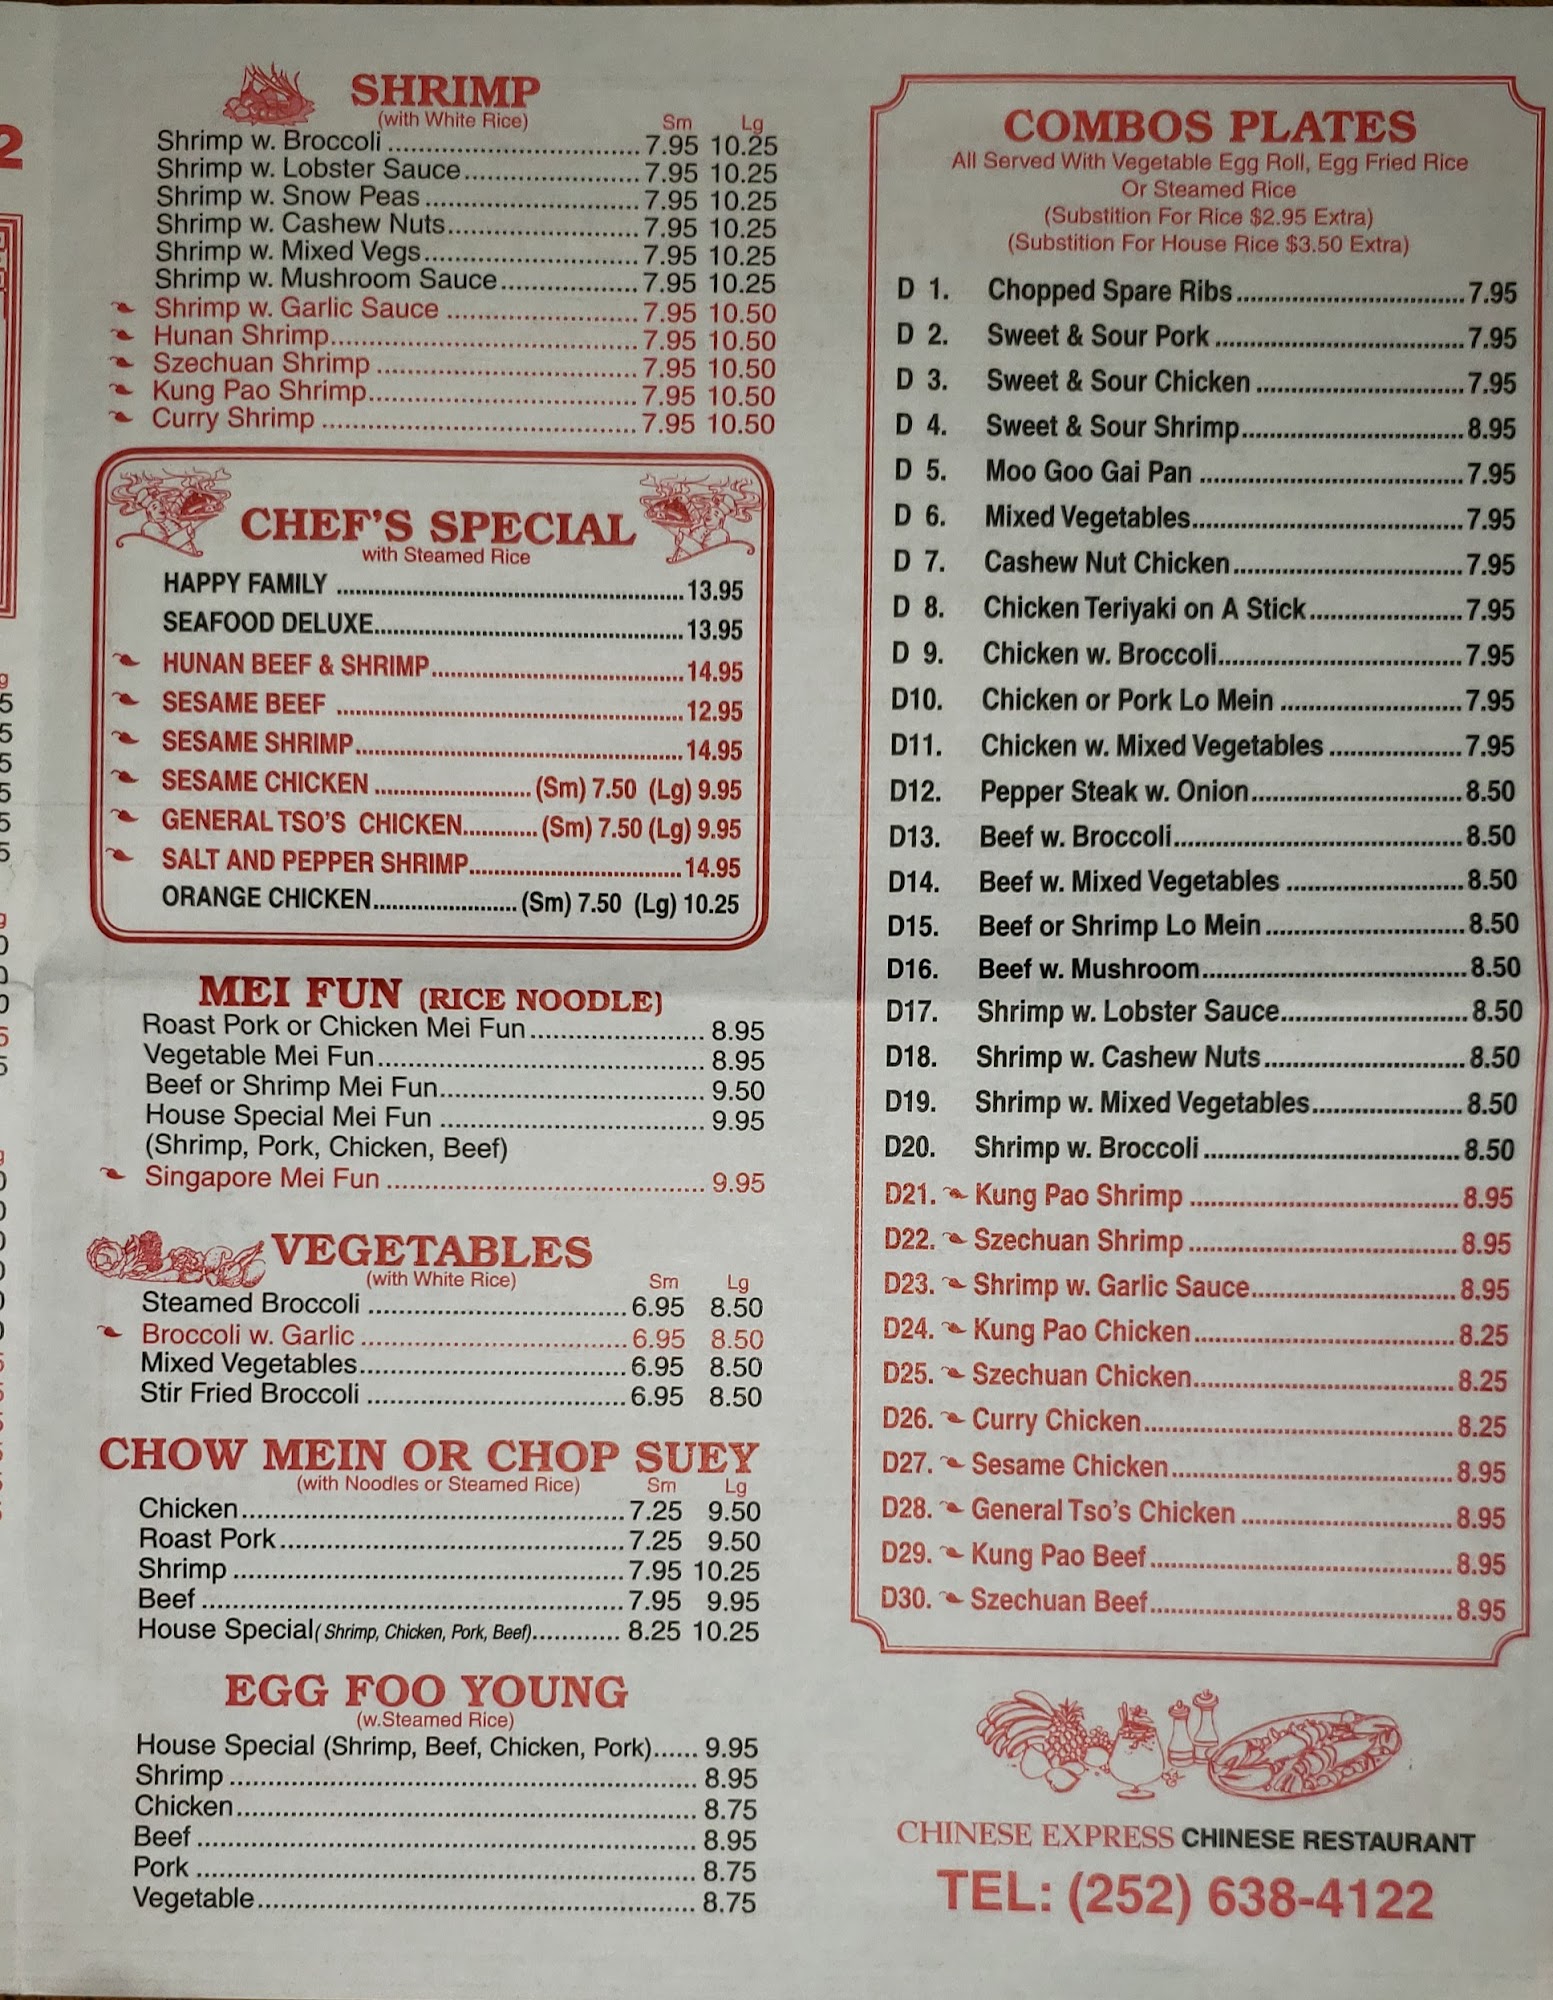 2
SHRIMP
(with White Rice)
Sm Lg
Shrimp w. Broccoli 7.95 10.25
Shrimp w. Lobster Sauce 7.95 10.25
Shrimp w. Snow Peas 7.95 10.25
Shrimp w. Cashew Nuts 7.95 10.25
Shrimp w. Mixed Vegs 7.95 10.25
Shrimp w. Mushroom Sauce 7.95 10.25
Shrimp w. Garlic Sauce 7.95 10.50
Hunan Shrimp 7.95 10.50
Szechuan Shrimp 7.95 10.50
Kung Pao Shrimp 7.95 10.50
Curry Shrimp 7.95 10.50
CHEF'S SPECIAL
with Steamed Rice
HAPPY FAMILY 13.95
SEAFOOD DELUXE 13.95
HUNAN BEEF & SHRIMP 14.95
SESAME BEEF 12.95
SESAME SHRIMP 14.95
SESAME CHICKEN (Sm) 7.50 (Lg) 9.95
GENERAL TSO'S CHICKEN (Sm) 7.50 (Lg) 9.95
SALT AND PEPPER SHRIMP 14.95
ORANGE CHICKEN (Sm) 7.50 (Lg) 10.25
MEI FUN (RICE NOODLE)
Roast Pork or Chicken Mei Fun 8.95
Vegetable Mei Fun 8.95
Beef or Shrimp Mei Fun 9.50
House Special Mei Fun 9.95
(Shrimp, Pork, Chicken, Beef)
Singapore Mei Fun 9.95
VEGETABLES
(with White Rice)
Sm Lg
Steamed Broccoli 6.95 8.50
Broccoli w. Garlic 6.95 8.50
Mixed Vegetables 6.95 8.50
Stir Fried Broccoli 6.95 8.50
CHOW MEIN OR CHOP SUEY
(with Noodles or Steamed Rice)
Sm Lg
Chicken 7.25 9.50
Roast Pork 7.25 9.50
Shrimp 7.95 10.25
Beef 7.95 9.95
House Special (Shrimp, Chicken, Pork, Beef) 8.25 10.25
EGG FOO YOUNG
(w.Steamed Rice)
House Special (Shrimp, Beef, Chicken, Pork) 9.95
Shrimp 8.95
Chicken 8.75
Beef 8.95
Pork 8.75
Vegetable 8.75
COMBOS PLATES
All Served With Vegetable Egg Roll, Egg Fried Rice
Or Steamed Rice
(Substition For Rice $2.95 Extra)
(Substition For House Rice $3.50 Extra)
D 1. Chopped Spare Ribs 7.95
D 2. Sweet & Sour Pork 7.95
D 3. Sweet & Sour Chicken 7.95
D 4. Sweet & Sour Shrimp 8.95
D 5. Moo Goo Gai Pan 7.95
D 6. Mixed Vegetables 7.95
D 7. Cashew Nut Chicken 7.95
D 8. Chicken Teriyaki on A Stick 7.95
D 9. Chicken w. Broccoli 7.95
D10. Chicken or Pork Lo Mein 7.95
D11. Chicken w. Mixed Vegetables 7.95
D12. Pepper Steak w. Onion 8.50
D13. Beef w. Broccoli 8.50
D14. Beef w. Mixed Vegetables 8.50
D15. Beef or Shrimp Lo Mein 8.50
D16. Beef w. Mushroom 8.50
D17. Shrimp w. Lobster Sauce 8.50
D18. Shrimp w. Cashew Nuts 8.50
D19. Shrimp w. Mixed Vegetables 8.50
D20. Shrimp w. Broccoli 8.50
D21. Kung Pao Shrimp 8.95
D22. Szechuan Shrimp 8.95
D23. Shrimp w. Garlic Sauce 8.95
D24. Kung Pao Chicken 8.25
D25. Szechuan Chicken 8.25
D26. Curry Chicken 8.25
D27. Sesame Chicken 8.95
D28. General Tso's Chicken 8.95
D29. Kung Pao Beef 8.95
D30. Szechuan Beef 8.95
CHINESE EXPRESS CHINESE RESTAURANT
TEL: (252) 638-4122